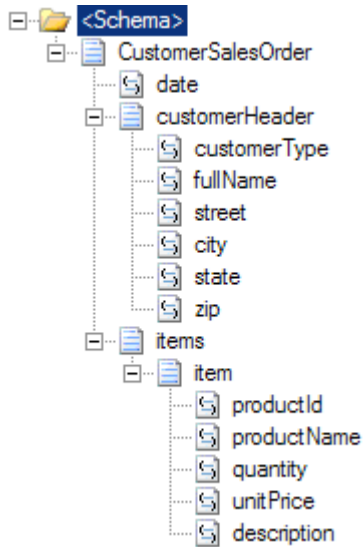 <Schema>
CustomerSalesOrder
date
customerHeader
customerType
fullName
street
city
state
zip
items
item
productId
productName
quantity
unitPrice
description